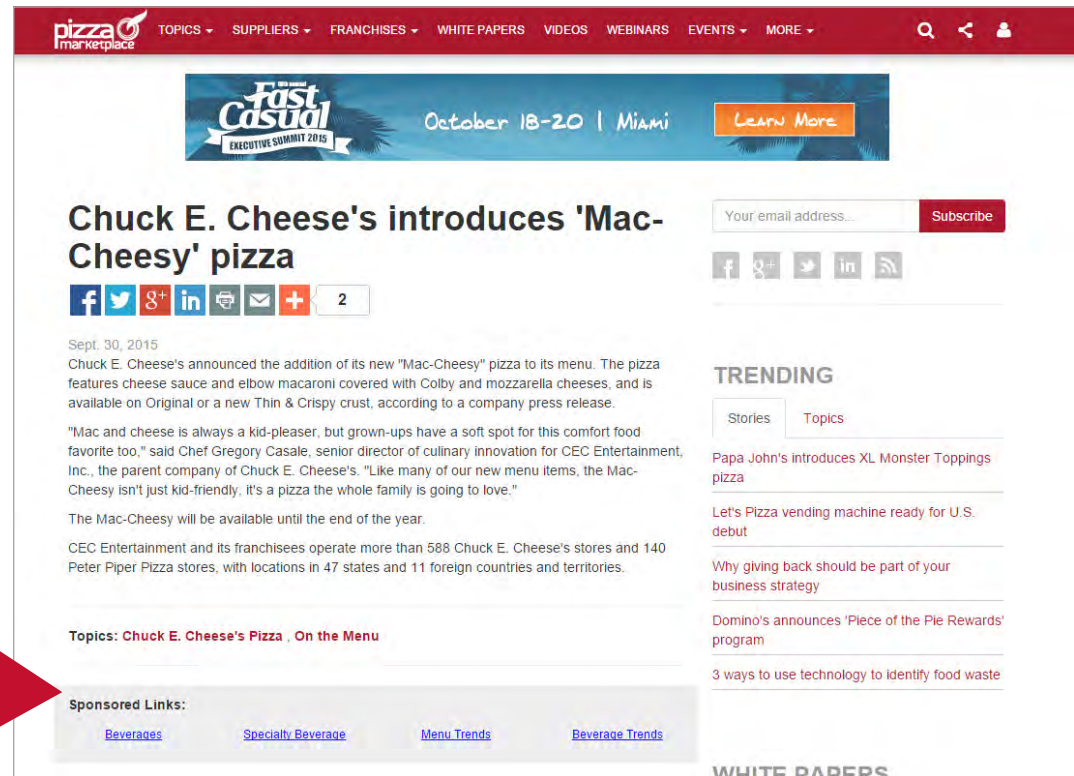 pizza
marketplace
TOPICS SUPPLIERS FRANCHISES WHITE PAPERS VIDEOS WEBINARS EVENTS MORE
Fast
Casual
EXECUTIVE SUMMIT 2015
October 18-20 | Miami
Learn More
Chuck E. Cheese's introduces 'Mac-
Cheesy' pizza
2
Sept. 30, 2015
Chuck E. Cheese's announced the addition of its new "Mac-Cheesy" pizza to its menu. The pizza
features cheese sauce and elbow macaroni covered with Colby and mozzarella cheeses, and is
available on Original or a new Thin & Crispy crust, according to a company press release.
"Mac and cheese is always a kid-pleaser, but grown-ups have a soft spot for this comfort food
favorite too," said Chef Gregory Casale, senior director of culinary innovation for CEC Entertainment,
Inc., the parent company of Chuck E. Cheese's. "Like many of our new menu items, the Mac-
Cheesy isn't just kid-friendly, it's a pizza the whole family is going to love."
The Mac-Cheesy will be available until the end of the year.
CEC Entertainment and its franchisees operate more than 588 Chuck E. Cheese's stores and 140
Peter Piper Pizza stores, with locations in 47 states and 11 foreign countries and territories.
Topics: Chuck E. Cheese's Pizza , On the Menu
Sponsored Links:
Beverages Specialty Beverage Menu Trends Beverage Trends
Your email address... Subscribe
TRENDING
Stories Topics
Papa John's introduces XL Monster Toppings
pizza
Let's Pizza vending machine ready for U.S.
debut
Why giving back should be part of your
business strategy
Domino's announces 'Piece of the Pie Rewards'
program
3 ways to use technology to identify food waste
WHITE PAPERS